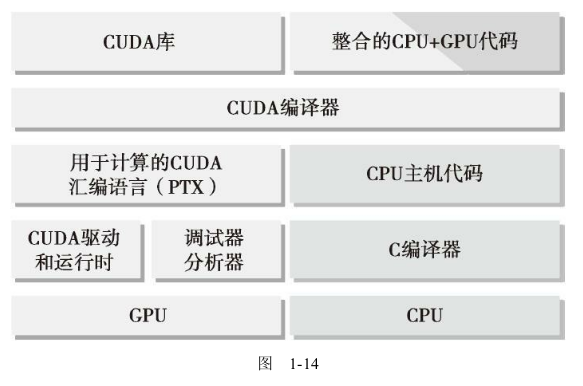 CUDA库
整合的CPU+GPU代码
CUDA编译器
用于计算的CUDA
汇编语言（PTX）
CPU主机代码
CUDA驱动
和运行时
调试器
分析器
C编译器
GPU
CPU
图 1-14